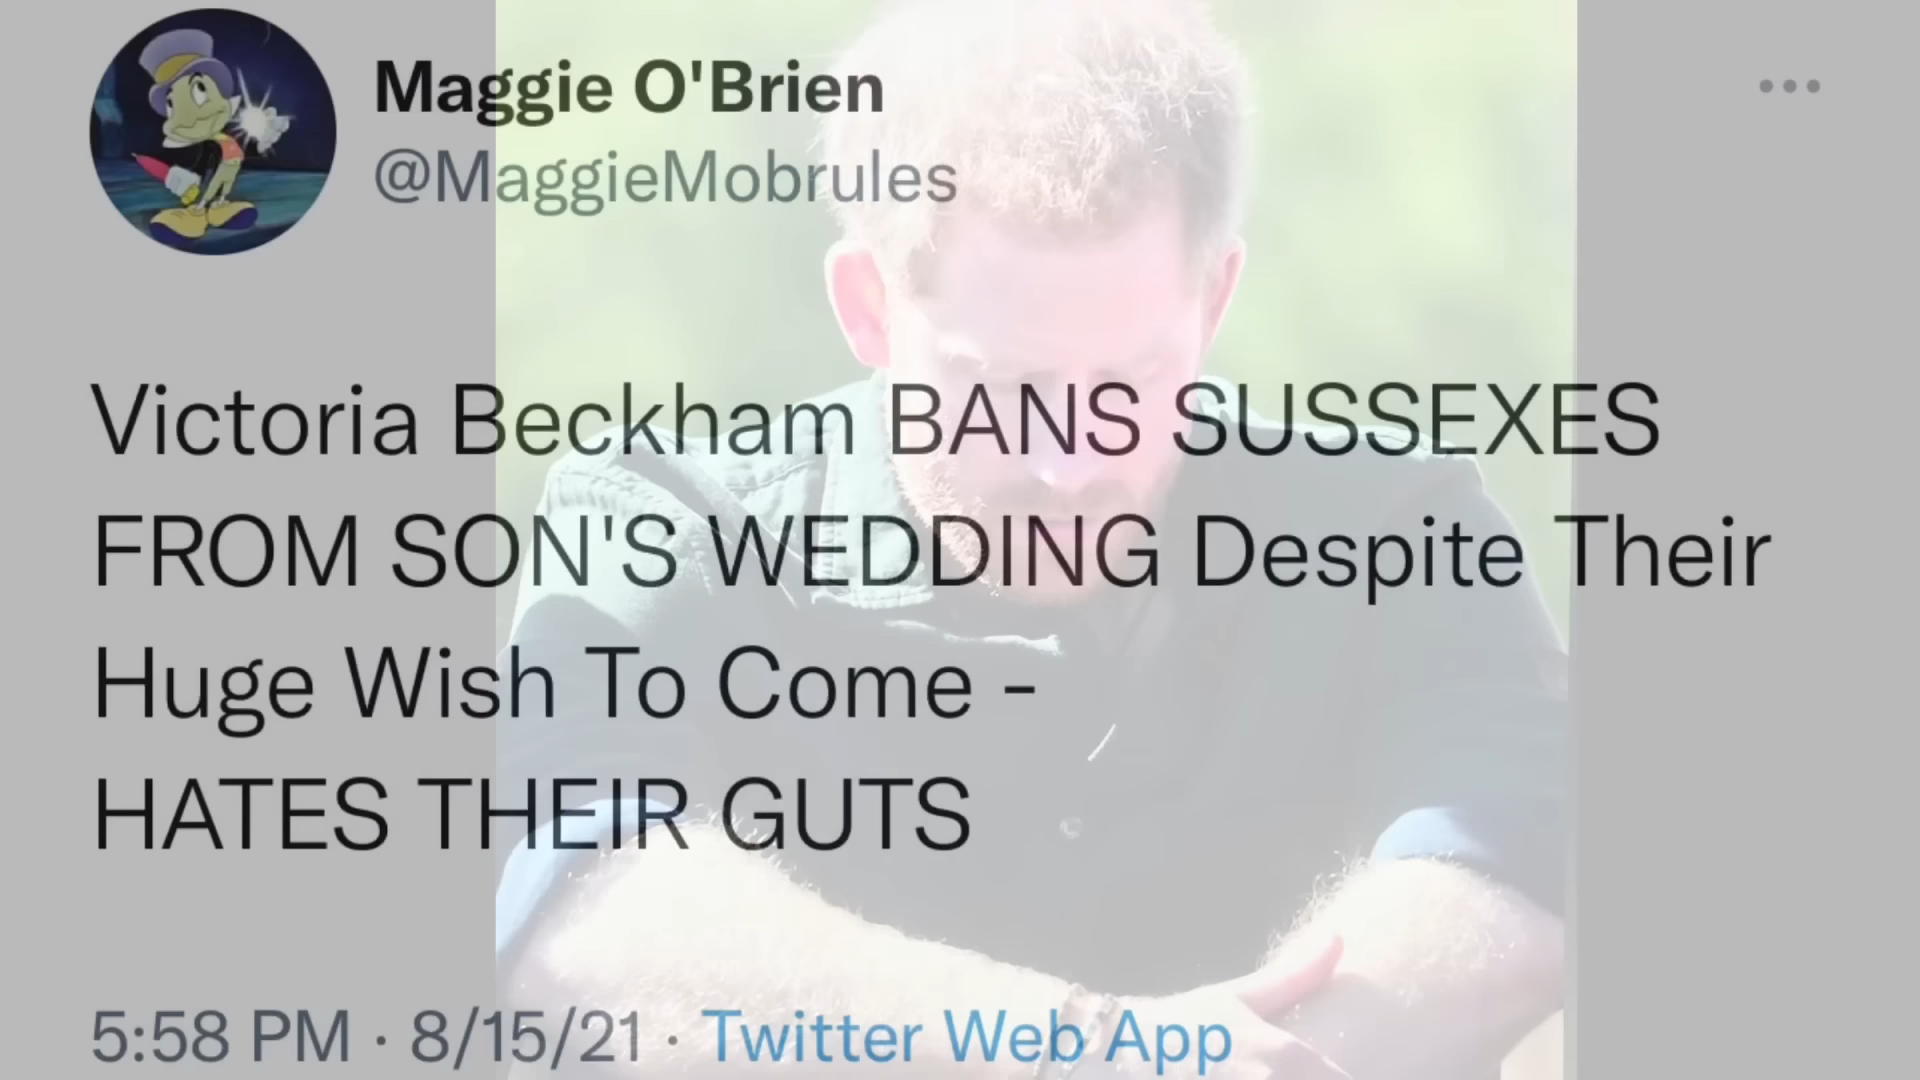 Maggie O'Brien
@MaggieMobrules
Victoria Beckham BANS SUSSEXES
FROM SON'S WEDDING Despite Their
Huge Wish To Come -
HATES THEIR GUTS
5:58 PM · 8/15/21 · Twitter Web App